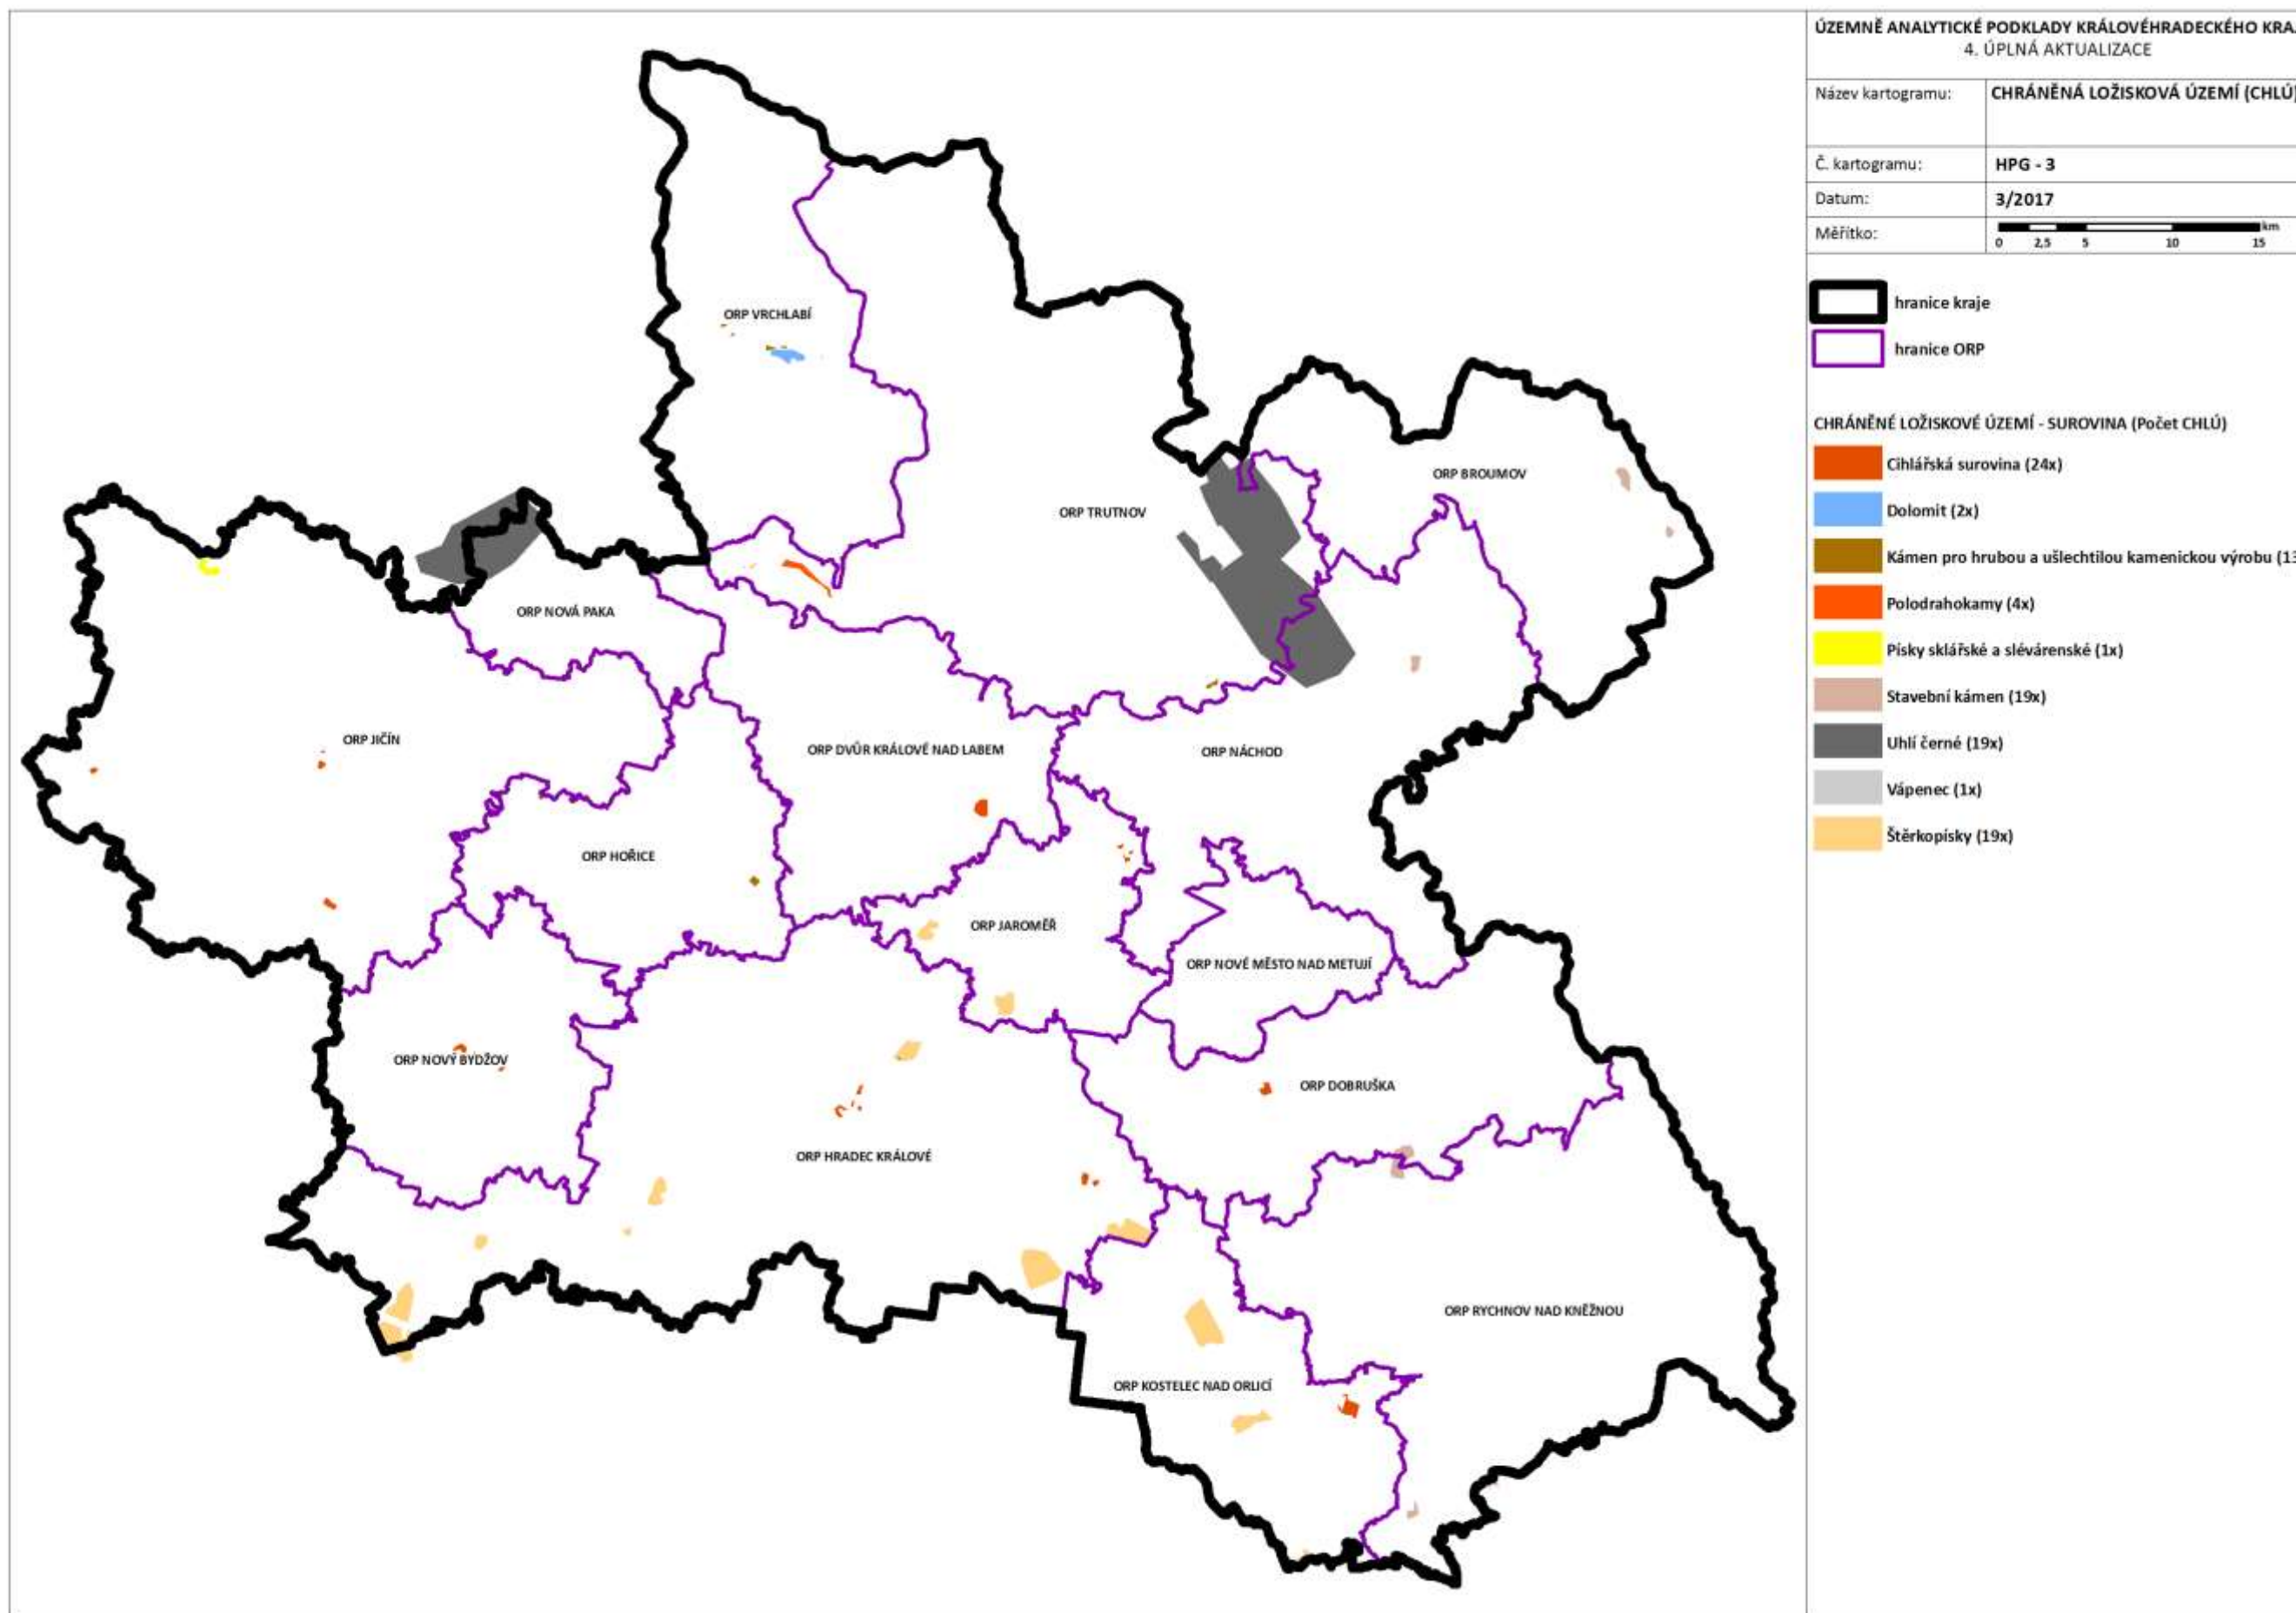 ÚZEMNĚ ANALYTICKÉ PODKLADY KRÁLOVÉHRADECKÉHO KRA
4. ÚPLNÁ AKTUALIZACE
Název kartogramu: CHRÁNĚNÁ LOŽISKOVÁ ÚZEMÍ (CHLÚ)
Č. kartogramu: HPG - 3
Datum: 3/2017
Měřítko:
km
0 2,5 5 10 15
hranice kraje
hranice ORP
CHRÁNĚNÉ LOŽISKOVÉ ÚZEMÍ - SUROVINA (Počet CHLÚ)
Cihlářská surovina (24x)
Dolomit (2x)
Kámen pro hrubou a ušlechtilou kamenickou výrobu (13
Polodrahokamy (4x)
Písky sklářské a slévárenské (1x)
Stavební kámen (19x)
Uhlí černé (19x)
Vápenec (1x)
Štěrkopísky (19x)
ORP VRCHLABÍ
ORP BROUMOV
ORP TRUTNOV
ORP NOVÁ PAKA
ORP JIČÍN
ORP DVŮR KRÁLOVÉ NAD LABEM
ORP NÁCHOD
ORP HOŘICE
ORP JAROMĚŘ
ORP NOVÉ MĚSTO NAD METUJÍ
ORP NOVÝ BYDŽOV
ORP DOBRUŠKA
ORP HRADEC KRÁLOVÉ
ORP RYCHNOV NAD KNĚŽNOU
ORP KOSTELEC NAD ORLICÍ